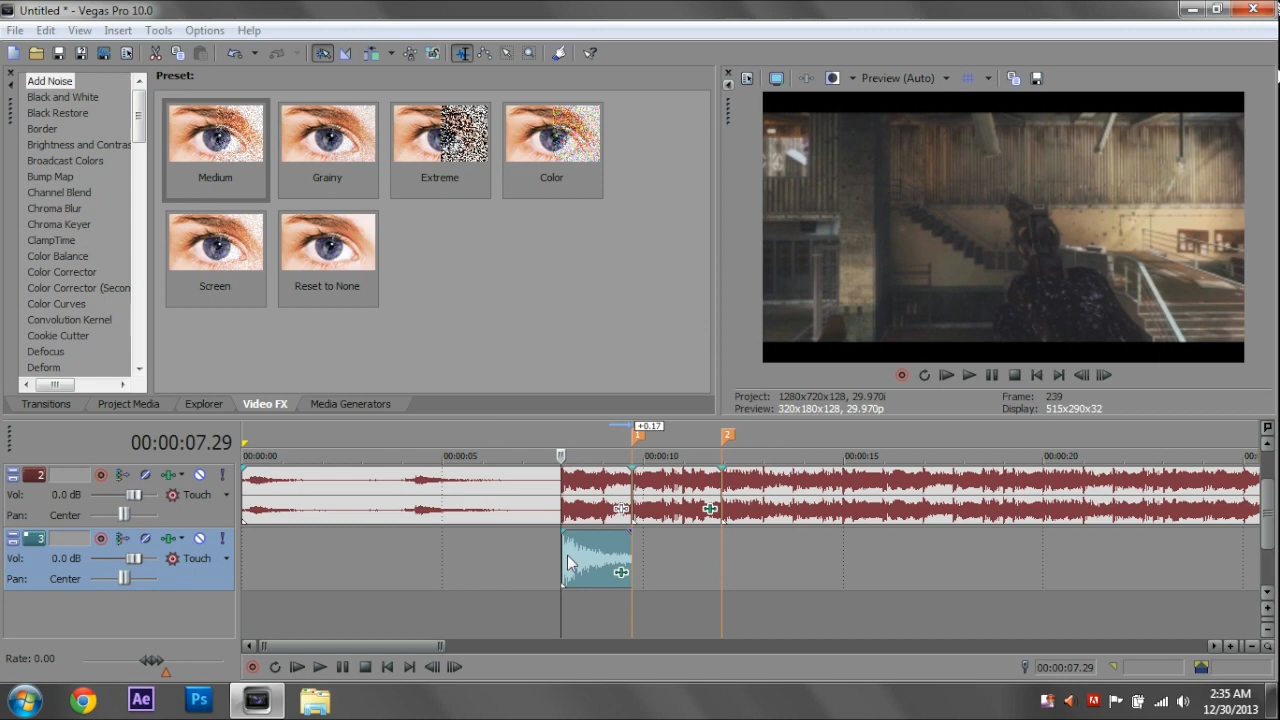 Untitled * - Vegas Pro 10.0
File Edit View Insert Tools Options Help
Add Noise
Black and White
Black Restore
Border
Brightness and Contras
Broadcast Colors
Bump Map
Channel Blend
Chroma Blur
Chroma Keyer
ClampTime
Color Balance
Color Corrector
Color Corrector (Secon
Color Curves
Convolution Kernel
Cookie Cutter
Defocus
Deform
Preset:
Medium
Grainy
Extreme
Color
Screen
Reset to None
Preview (Auto)
Project: 1280x720x128, 29.970i
Frame: 239
Preview: 320x180x128, 29.970p
Display: 515x290x32
Transitions Project Media Explorer Video FX Media Generators
00:00:07.29
+0.17
1
2
00:00:00 00:00:05 00:00:10 00:00:15 00:00:20 00:0
2
Vol: 0.0 dB Touch
Pan: Center
3
Vol: 0.0 dB Touch
Pan: Center
Rate: 0.00
00:00:07.29
Ae
Ps
2:35 AM
12/30/2013